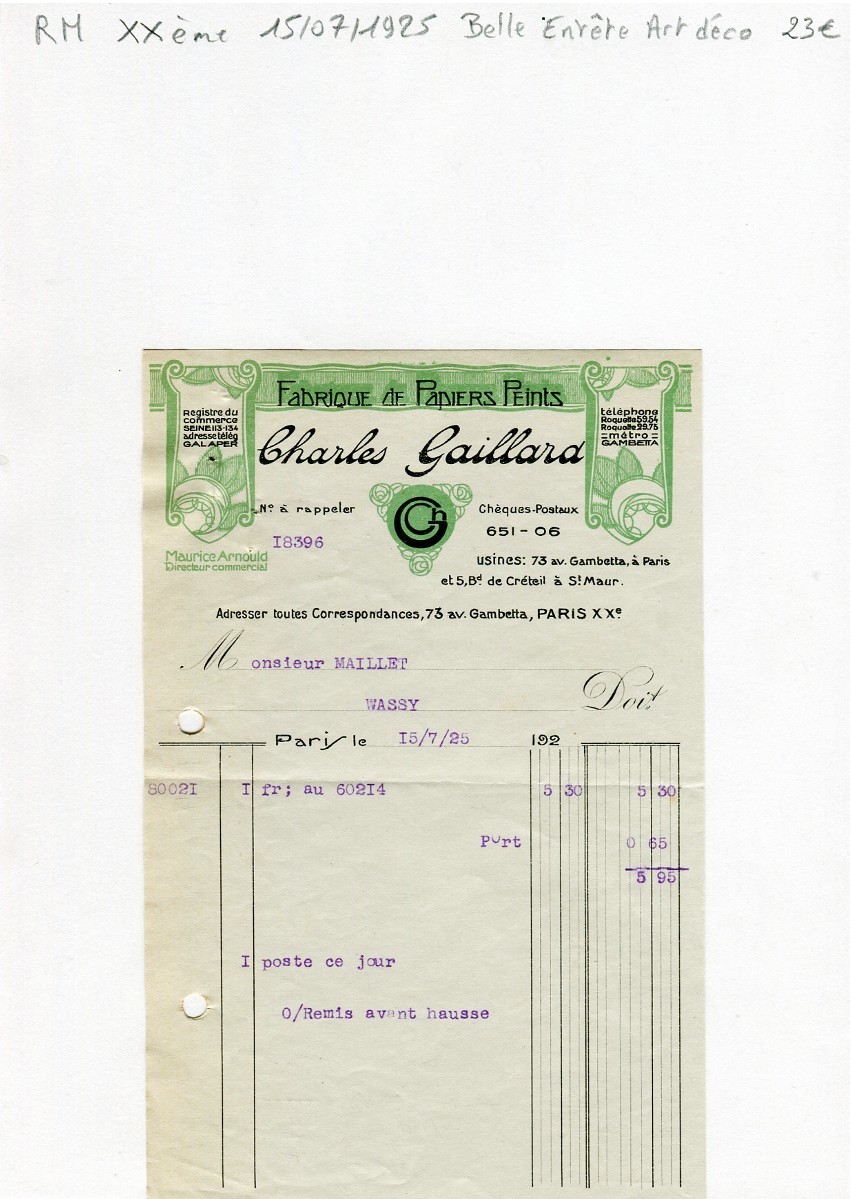 RM XXème 15/07/1925 Belle Entête Art déco 23€
Fabrique de Papiers Peints
Registre du
commerce
SEINE 113-134
adresse télég
GALAPER
téléphone
Roquette 59.54
Roquette 29.75
=métro=
GAMBETTA
Charles Gaillard
Nº à rappeler
I8396
GCh
Chèques-Postaux
651-06
Maurice Arnould
Directeur commercial
usines: 73 av. Gambetta, à Paris
et 5, Bd de Créteil à St Maur.
Adresser toutes Correspondances, 73 av. Gambetta, PARIS XXe.
Monsieur MAILLET
WASSY
Doit
Paris le I5/7/25 192
8002I I fr; au 602I4 5 30 5 30
Port 0 65
5 95
I poste ce jour
O/Remis avant hausse